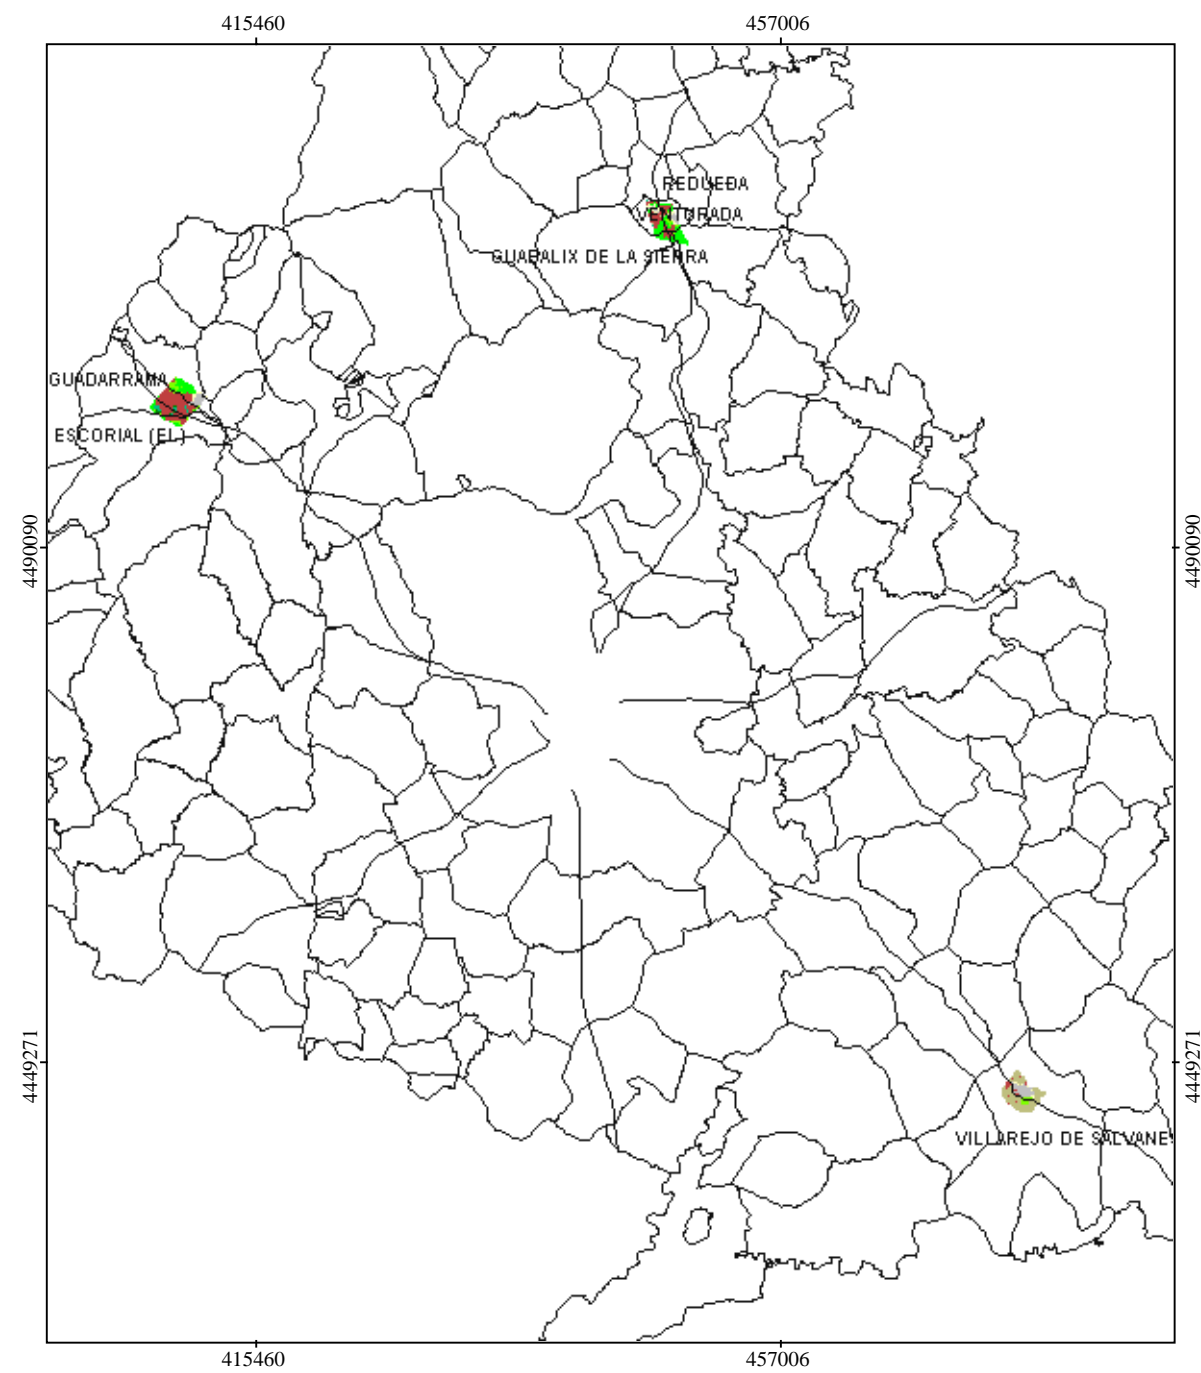 415460 457006
REDUEDA
VENTURADA
GUADALIX DE LA SIERRA
GUADARRAMA
ESCORIAL (EL)
4490090 4490090
4449271 4449271
VILLAREJO DE SALVANES
415460 457006